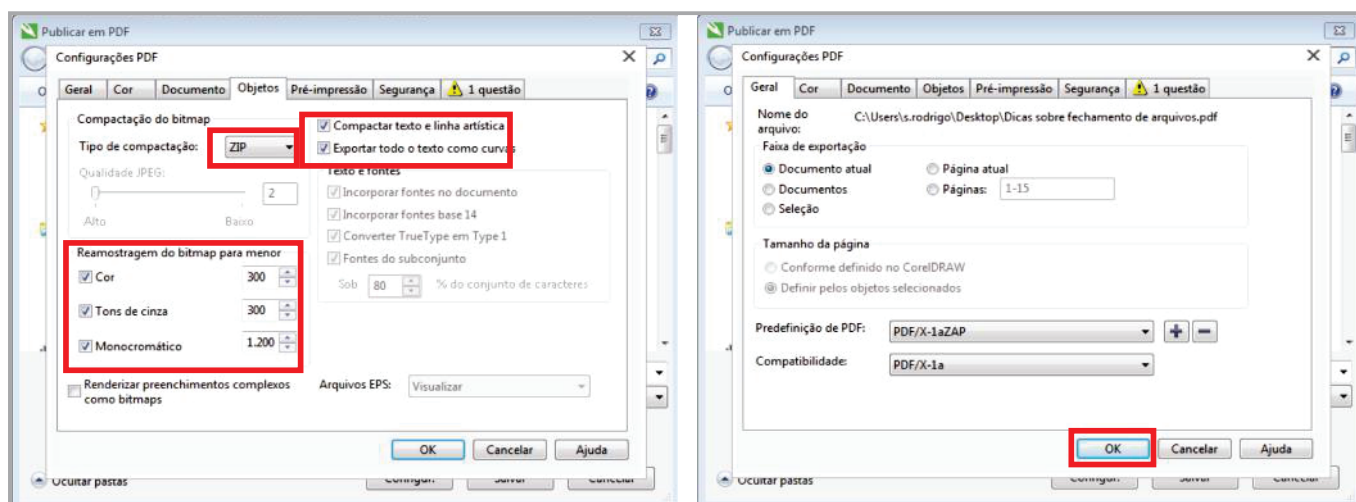 Publicar em PDF
Configurações PDF
Geral Cor Documento Objetos Pré-impressão Segurança 1 questão
Compactação do bitmap
Tipo de compactação: ZIP
Qualidade JPEG:
2
Alto Baixo
Compactar texto e linha artística
Exportar todo o texto como curvas
Texto e fontes
Incorporar fontes no documento
Incorporar fontes base 14
Converter TrueType em Type 1
Fontes do subconjunto
Sob 80 % do conjunto de caracteres
Reamostragem do bitmap para menor
Cor 300
Tons de cinza 300
Monocromático 1.200
Renderizar preenchimentos complexos
como bitmaps
Arquivos EPS: Visualizar
OK Cancelar Ajuda
Ocultar pastas Configur. Salvar Cancelar
Publicar em PDF
Configurações PDF
Geral Cor Documento Objetos Pré-impressão Segurança 1 questão
Nome do
arquivo:
C:\Users\s.rodrigo\Desktop\Dicas sobre fechamento de arquivos.pdf
Faixa de exportação
Documento atual Página atual
Documentos Páginas: 1-15
Seleção
Tamanho da página
Conforme definido no CorelDRAW
Definir pelos objetos selecionados
Predefinição de PDF: PDF/X-1aZAP
Compatibilidade: PDF/X-1a
OK Cancelar Ajuda
Ocultar pastas Configur. Salvar Cancelar